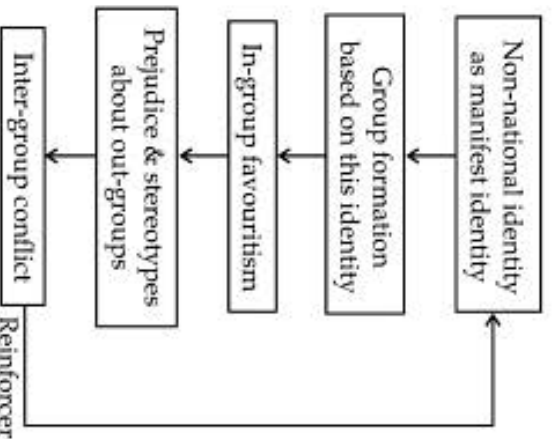 Non-national identity
as manifest identity
Group formation
based on this identity
In-group favouritism
Prejudice & stereotypes
about out-groups
Inter-group conflict
Reinforcer